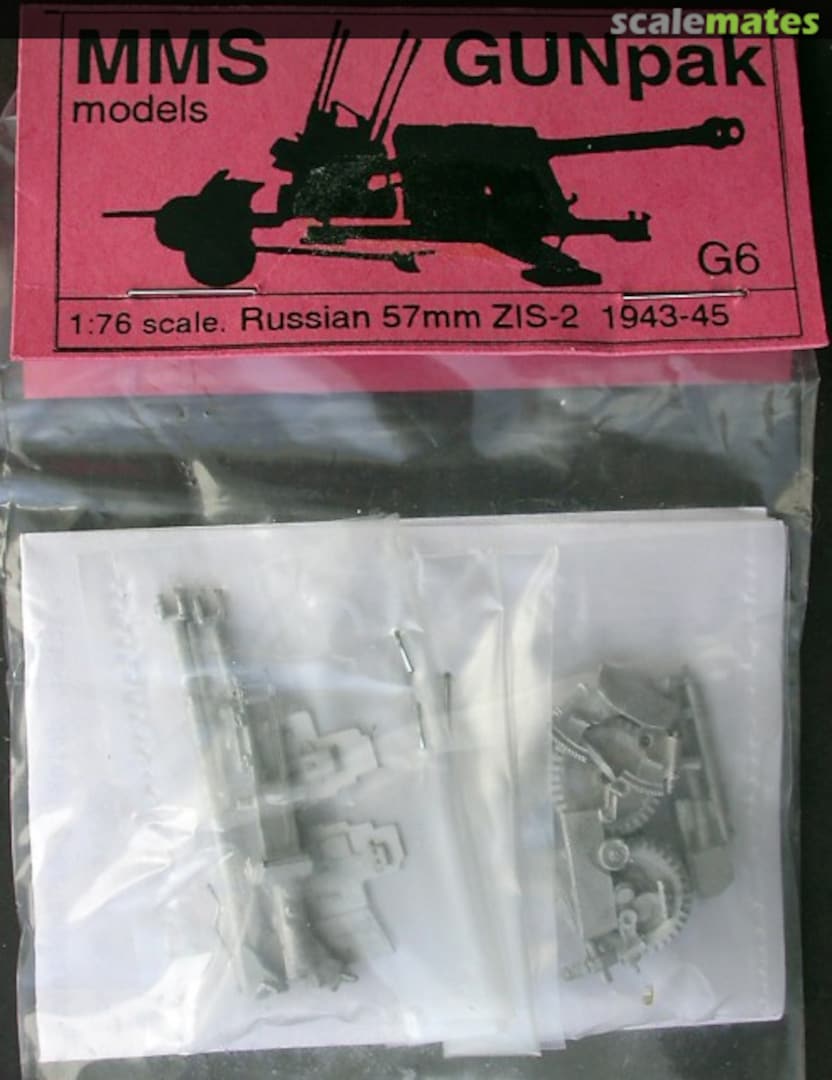 scalemates
MMS GUNpak
models
G6
1:76 scale. Russian 57mm ZIS-2 1943-45